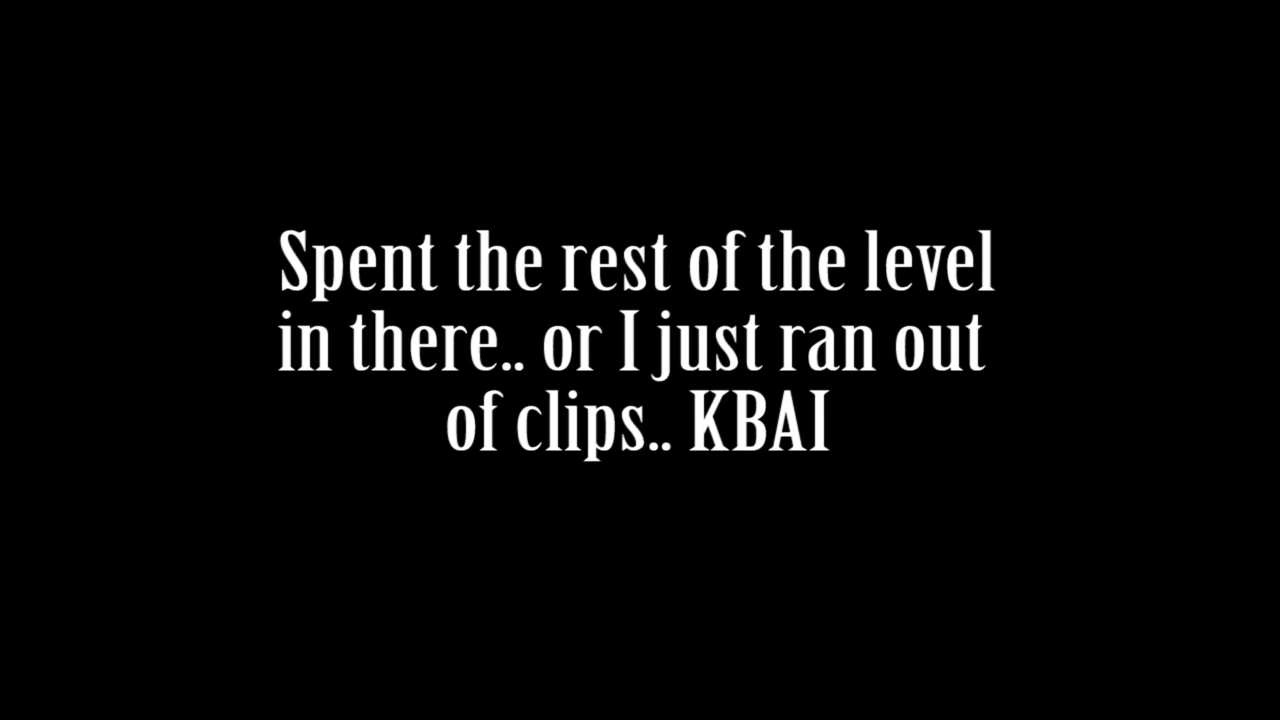 Spent the rest of the level
in there.. or I just ran out
of clips.. KBAI